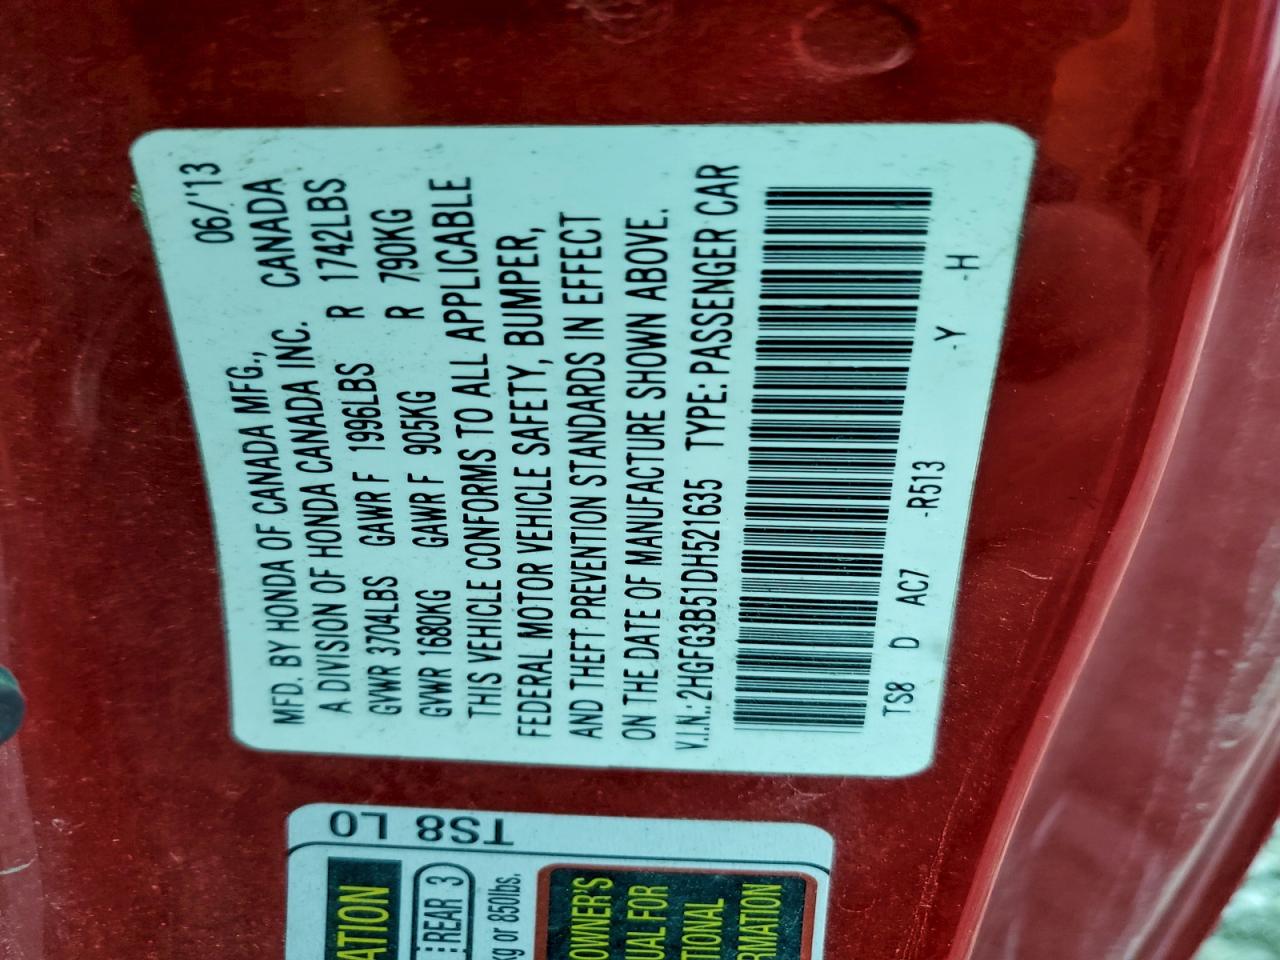 06/'13
MFD. BY HONDA OF CANADA MFG.,
A DIVISION OF HONDA CANADA INC. CANADA
GVWR 3704LBS GAWR F 1996LBS R 1742LBS
GVWR 1680KG GAWR F 905KG R 790KG
THIS VEHICLE CONFORMS TO ALL APPLICABLE
FEDERAL MOTOR VEHICLE SAFETY, BUMPER,
AND THEFT PREVENTION STANDARDS IN EFFECT
ON THE DATE OF MANUFACTURE SHOWN ABOVE.
V.I.N.: 2HGFG3B51DH521635 TYPE: PASSENGER CAR
TS8 D AC7 -R513 -Y -H
TS8 L0
ATION
REAR 3
kg or 850lbs.
OWNER'S
UAL FOR
TIONAL
RMATION